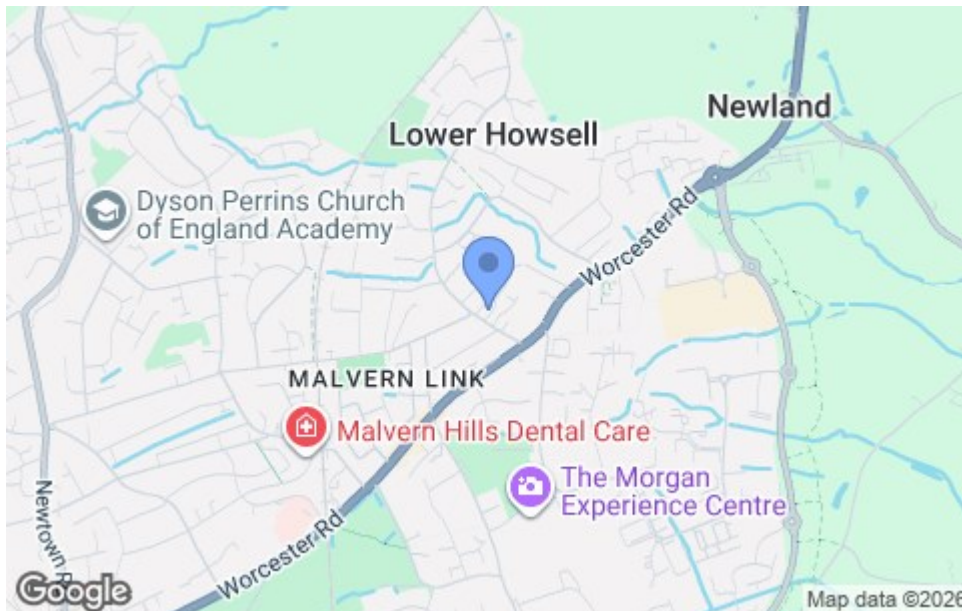 Newland
Lower Howsell
Dyson Perrins Church
of England Academy
Worcester Rd
MALVERN LINK
Malvern Hills Dental Care
The Morgan
Experience Centre
Newtown R
Worcester Rd
Google
Map data ©2026